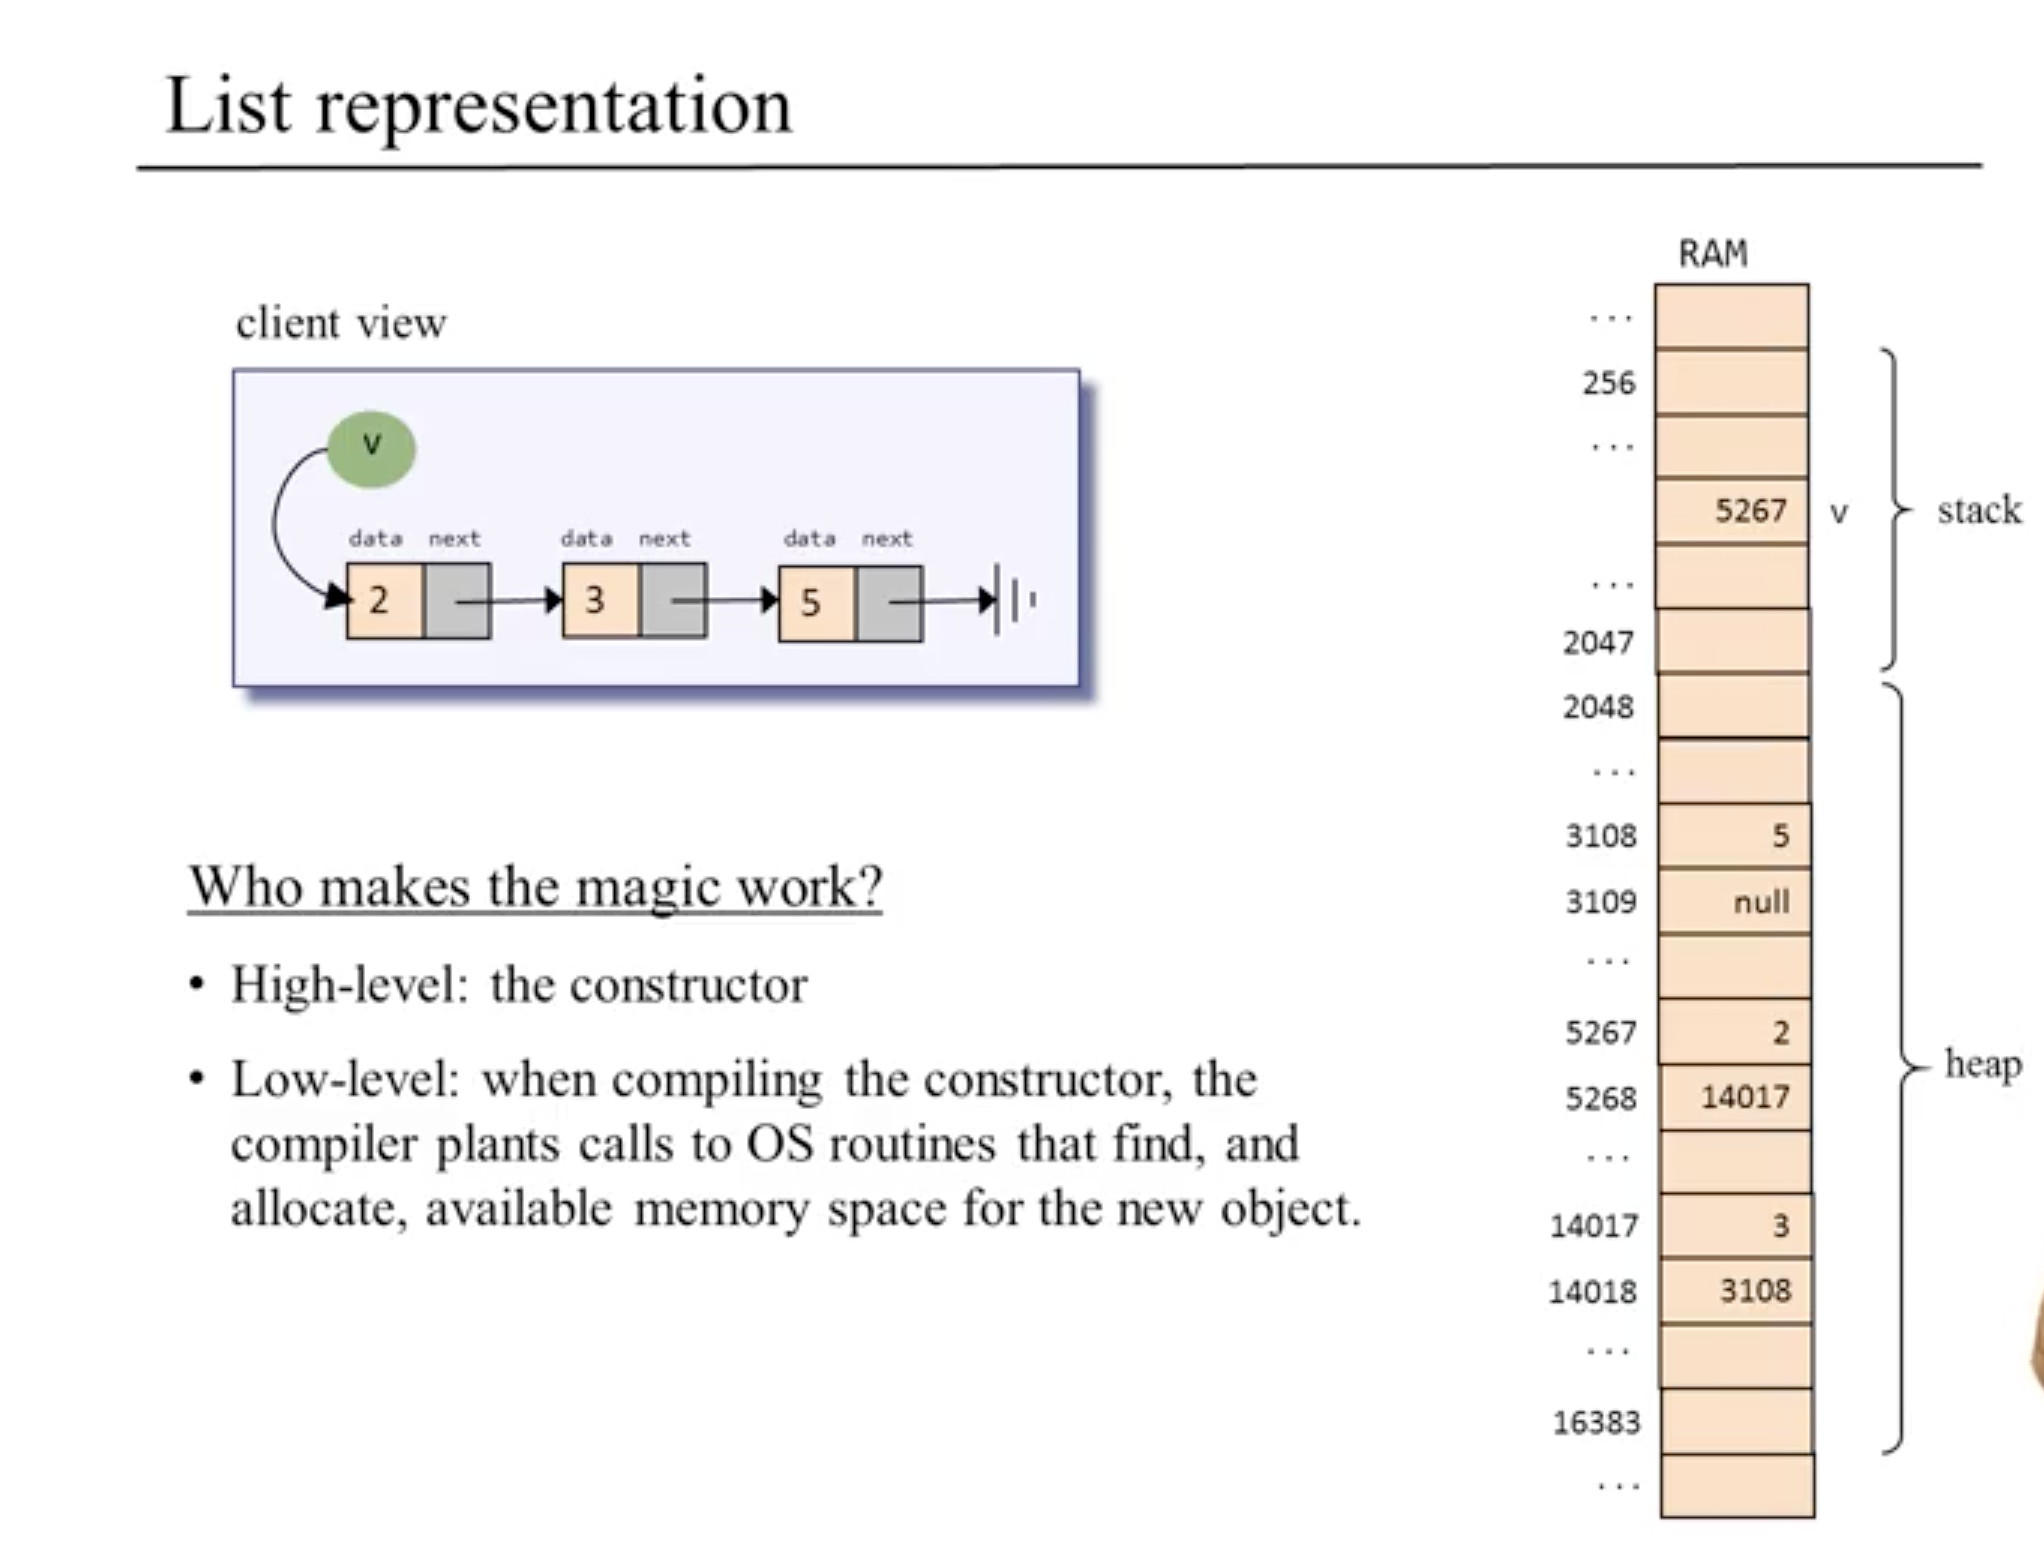 List representation
client view
v
data next data next data next
2 3 5
Who makes the magic work?
• High-level: the constructor
• Low-level: when compiling the constructor, the
compiler plants calls to OS routines that find, and
allocate, available memory space for the new object.
RAM
...
256
...
5267 v
...
2047
stack
2048
...
3108 5
3109 null
...
5267 2
5268 14017
...
14017 3
14018 3108
...
16383
...
heap